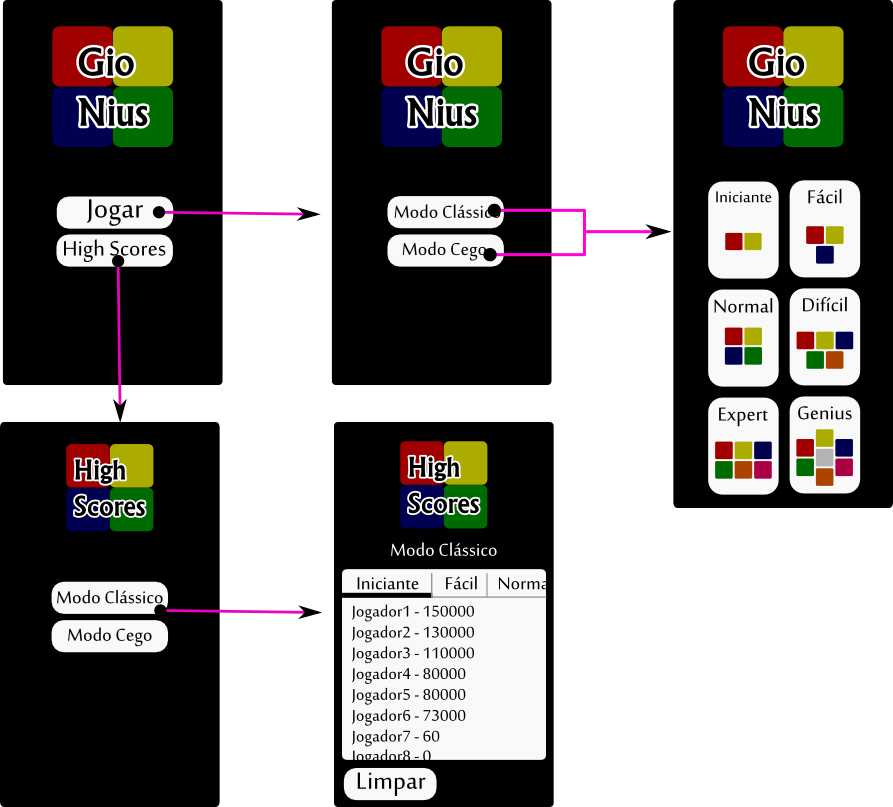 Gio
Nius
Jogar
High Scores
Gio
Nius
Modo Clássico
Modo Cego
Gio
Nius
Iniciante
Fácil
Normal
Difícil
Expert
Genius
High
Scores
Modo Clássico
Modo Cego
High
Scores
Modo Clássico
Iniciante Fácil Norma
Jogador1 - 150000
Jogador2 - 130000
Jogador3 - 110000
Jogador4 - 80000
Jogador5 - 80000
Jogador6 - 73000
Jogador7 - 60
Jogador8 - 0
Limpar